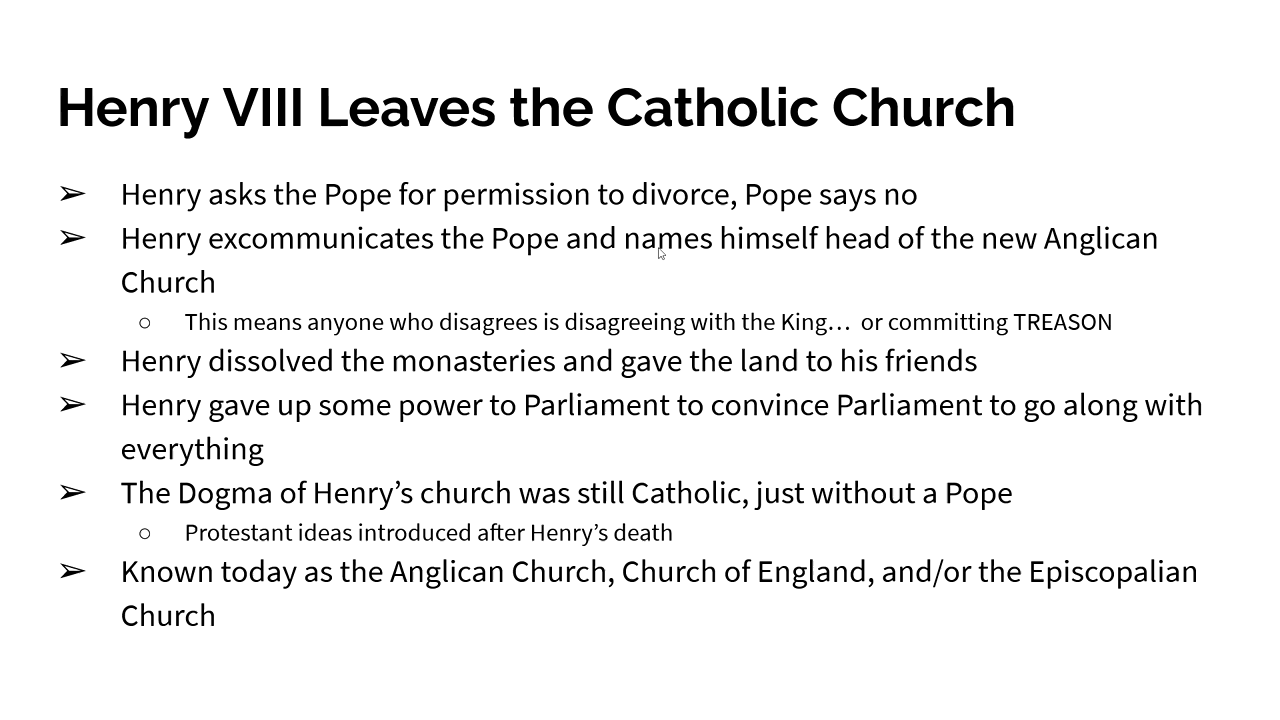 Henry VIII Leaves the Catholic Church
➢ Henry asks the Pope for permission to divorce, Pope says no
➢ Henry excommunicates the Pope and names himself head of the new Anglican
Church
○ This means anyone who disagrees is disagreeing with the King… or committing TREASON
➢ Henry dissolved the monasteries and gave the land to his friends
➢ Henry gave up some power to Parliament to convince Parliament to go along with
everything
➢ The Dogma of Henry’s church was still Catholic, just without a Pope
○ Protestant ideas introduced after Henry’s death
➢ Known today as the Anglican Church, Church of England, and/or the Episcopalian
Church